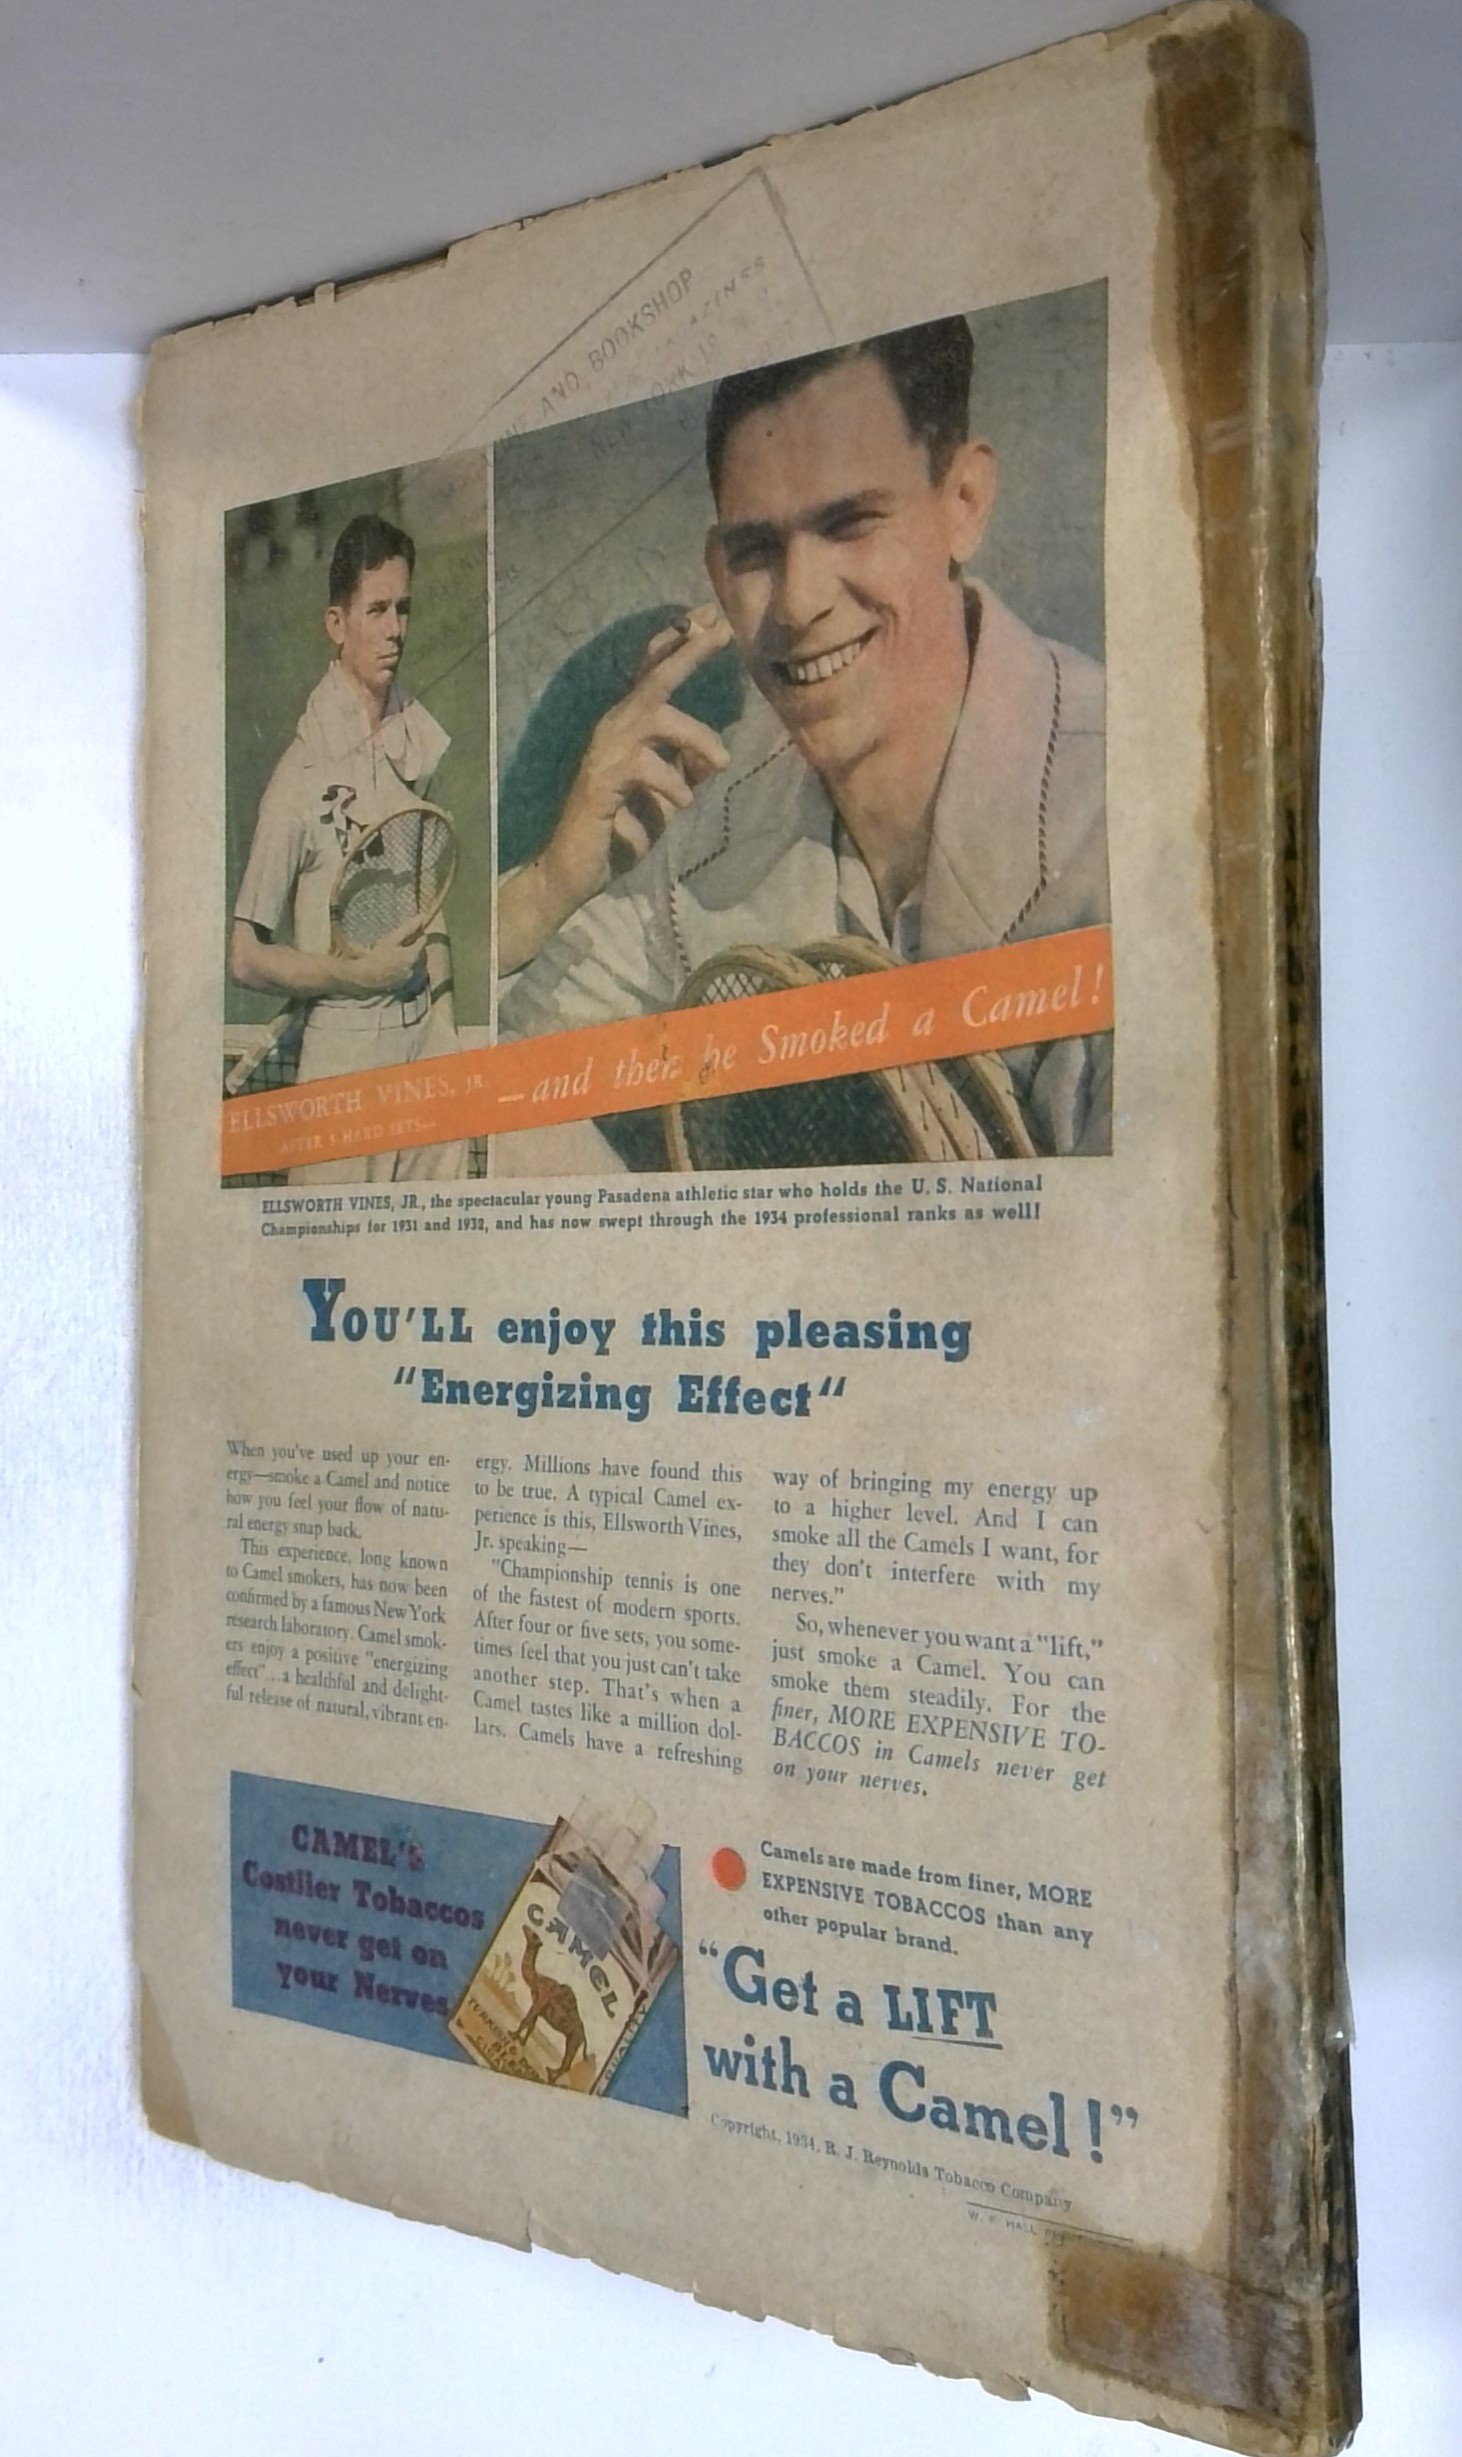 AND BOOKSHOP
NEW YORK 19
ELLSWORTH VINES, JR.
AFTER 5 HARD SETS—
—and then he Smoked a Camel!
ELLSWORTH VINES, JR., the spectacular young Pasadena athletic star who holds the U. S. National
Championships for 1931 and 1932, and has now swept through the 1934 professional ranks as well!
YOU'LL enjoy this pleasing
"Energizing Effect"
When you've used up your en-
ergy—smoke a Camel and notice
how you feel your flow of natu-
ral energy snap back.
This experience, long known
to Camel smokers, has now been
confirmed by a famous New York
research laboratory. Camel smok-
ers enjoy a positive "energizing
effect"...a healthful and delight-
ful release of natural, vibrant en-
ergy. Millions have found this
to be true. A typical Camel ex-
perience is this, Ellsworth Vines,
Jr. speaking—
"Championship tennis is one
of the fastest of modern sports.
After four or five sets, you some-
times feel that you just can't take
another step. That's when a
Camel tastes like a million dol-
lars. Camels have a refreshing
way of bringing my energy up
to a higher level. And I can
smoke all the Camels I want, for
they don't interfere with my
nerves."
So, whenever you want a "lift,"
just smoke a Camel. You can
smoke them steadily. For the
finer, MORE EXPENSIVE TO-
BACCOS in Camels never get
on your nerves.
CAMEL'S
Costlier Tobaccos
never get on
your Nerves
CAMEL
Camels are made from finer, MORE
EXPENSIVE TOBACCOS than any
other popular brand.
"Get a LIFT
with a Camel!"
Copyright, 1934, R. J. Reynolds Tobacco Company
W. F. HALL